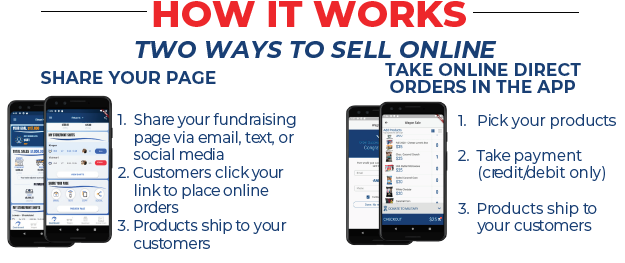 HOW IT WORKS
TWO WAYS TO SELL ONLINE
SHARE YOUR PAGE
1. Share your fundraising
page via email, text, or
social media
2. Customers click your
link to place online
orders
3. Products ship to your
customers
TAKE ONLINE DIRECT
ORDERS IN THE APP
1. Pick your products
2. Take payment
(credit/debit only)
3. Products ship to
your customers
CHECKOUT